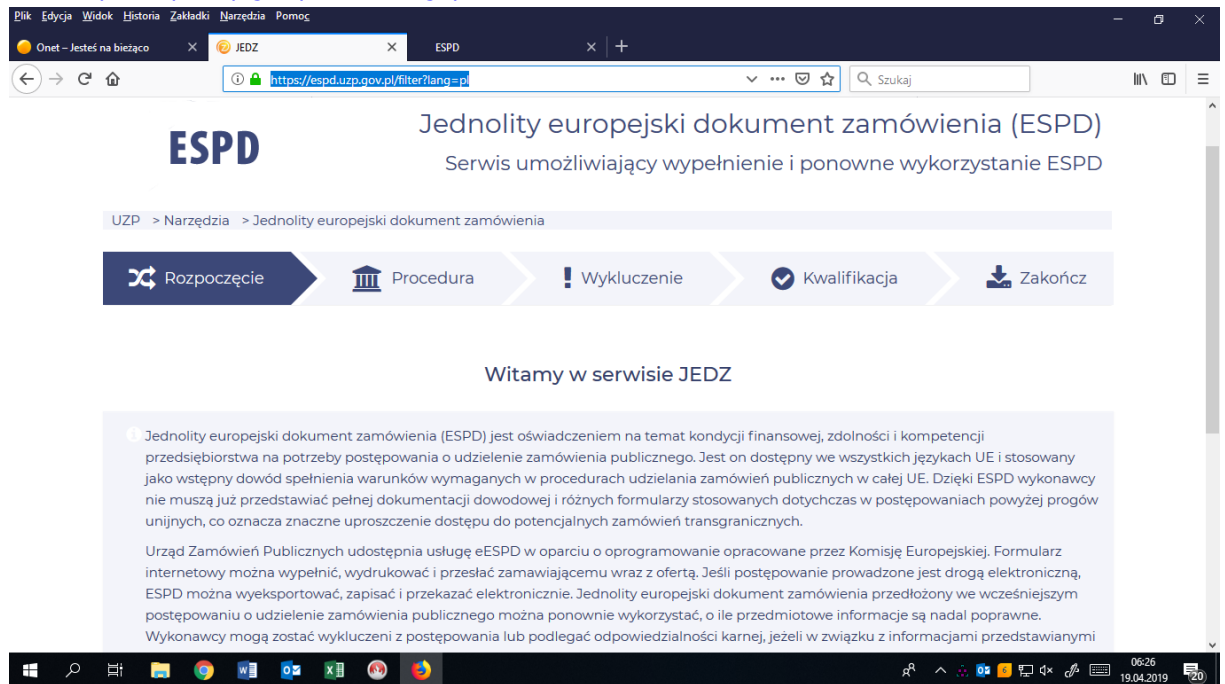 Plik Edycja Widok Historia Zakładki Narzędzia Pomoc
Onet – Jesteś na bieżąco
JEDZ
ESPD
https://espd.uzp.gov.pl/filter?lang=pl
Szukaj
ESPD
Jednolity europejski dokument zamówienia (ESPD)
Serwis umożliwiający wypełnienie i ponowne wykorzystanie ESPD
UZP > Narzędzia > Jednolity europejski dokument zamówienia
Rozpoczęcie
Procedura
Wykluczenie
Kwalifikacja
Zakończ
Witamy w serwisie JEDZ
Jednolity europejski dokument zamówienia (ESPD) jest oświadczeniem na temat kondycji finansowej, zdolności i kompetencji
przedsiębiorstwa na potrzeby postępowania o udzielenie zamówienia publicznego. Jest on dostępny we wszystkich językach UE i stosowany
jako wstępny dowód spełnienia warunków wymaganych w procedurach udzielania zamówień publicznych w całej UE. Dzięki ESPD wykonawcy
nie muszą już przedstawiać pełnej dokumentacji dowodowej i różnych formularzy stosowanych dotychczas w postępowaniach powyżej progów
unijnych, co oznacza znaczne uproszczenie dostępu do potencjalnych zamówień transgranicznych.
Urząd Zamówień Publicznych udostępnia usługę eESPD w oparciu o oprogramowanie opracowane przez Komisję Europejskiej. Formularz
internetowy można wypełnić, wydrukować i przesłać zamawiającemu wraz z ofertą. Jeśli postępowanie prowadzone jest drogą elektroniczną,
ESPD można wyeksportować, zapisać i przekazać elektronicznie. Jednolity europejski dokument zamówienia przedłożony we wcześniejszym
postępowaniu o udzielenie zamówienia publicznego można ponownie wykorzystać, o ile przedmiotowe informacje są nadal poprawne.
Wykonawcy mogą zostać wykluczeni z postępowania lub podlegać odpowiedzialności karnej, jeżeli w związku z informacjami przedstawianymi
06:26
19.04.2019
20